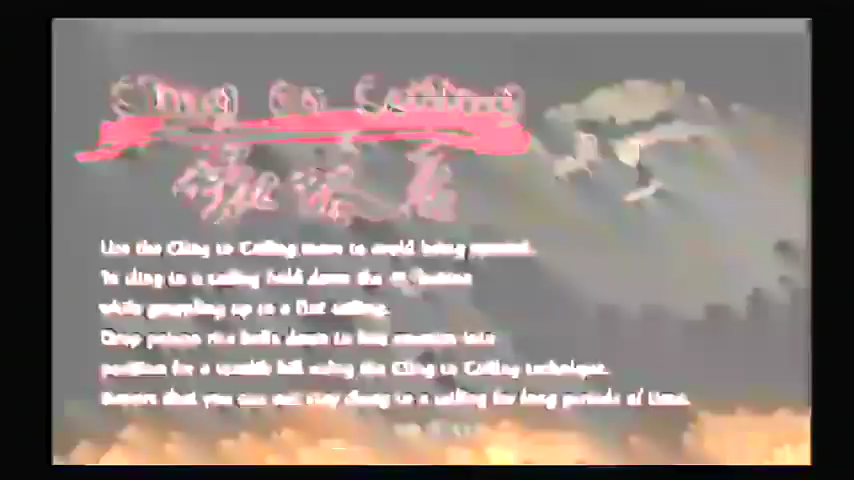 Cling to Ceiling
Use the Cling to Ceiling move to avoid being
To cling to a ceiling hold down the button
while grappling up to a flat ceiling.
Drop poison rice balls down to lure enemies into
position for a stealth kill using the Cling to Ceiling technique.
Beware that you can not stay clung to a ceiling for long periods of time.